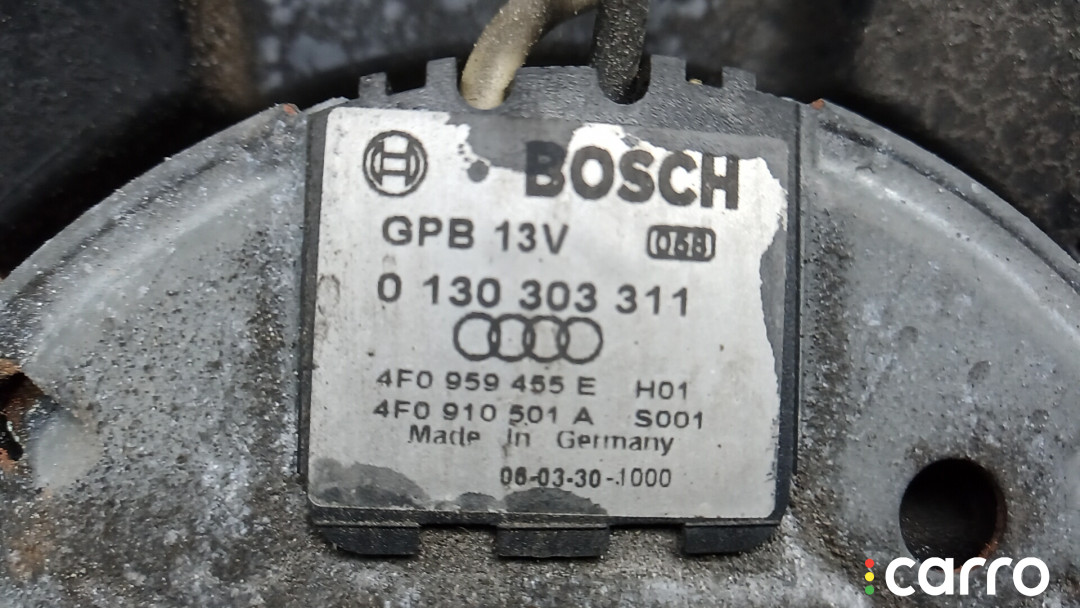 BOSCH
GPB 13V 068
0 130 303 311
4F0 959 455 E H01
4F0 910 501 A S001
Made in Germany
06-03-30-1000
carro